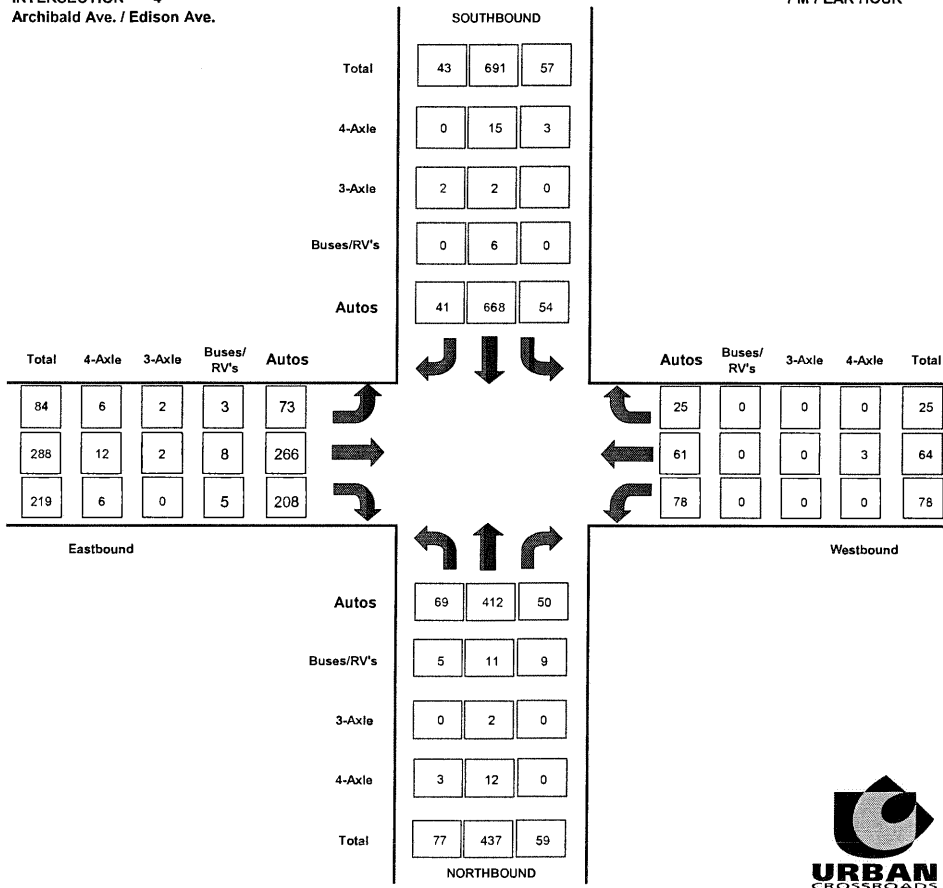 INTERSECTION 4
Archibald Ave. / Edison Ave.
PM PEAK HOUR
SOUTHBOUND
Total 43 691 57
4-Axle 0 15 3
3-Axle 2 2 0
Buses/RV's 0 6 0
Autos 41 668 54
Total 4-Axle 3-Axle Buses/ RV's Autos
84 6 2 3 73
288 12 2 8 266
219 6 0 5 208
Eastbound
Autos Buses/ RV's 3-Axle 4-Axle Total
25 0 0 0 25
61 0 0 3 64
78 0 0 0 78
Westbound
Autos 69 412 50
Buses/RV's 5 11 9
3-Axle 0 2 0
4-Axle 3 12 0
Total 77 437 59
NORTHBOUND
URBAN
CROSSROADS